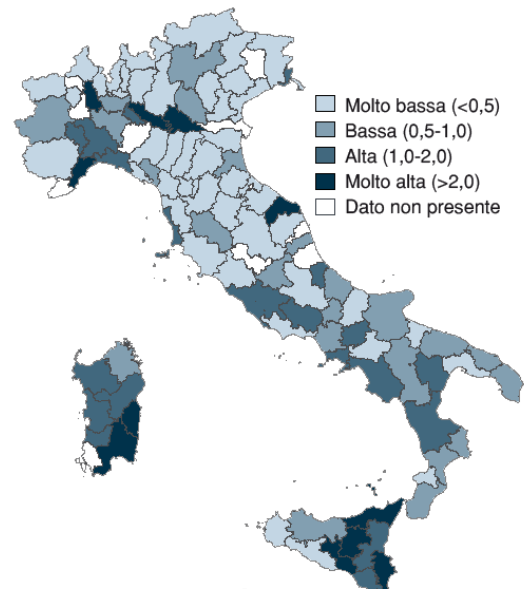 Molto bassa (<0,5)
Bassa (0,5-1,0)
Alta (1,0-2,0)
Molto alta (>2,0)
Dato non presente